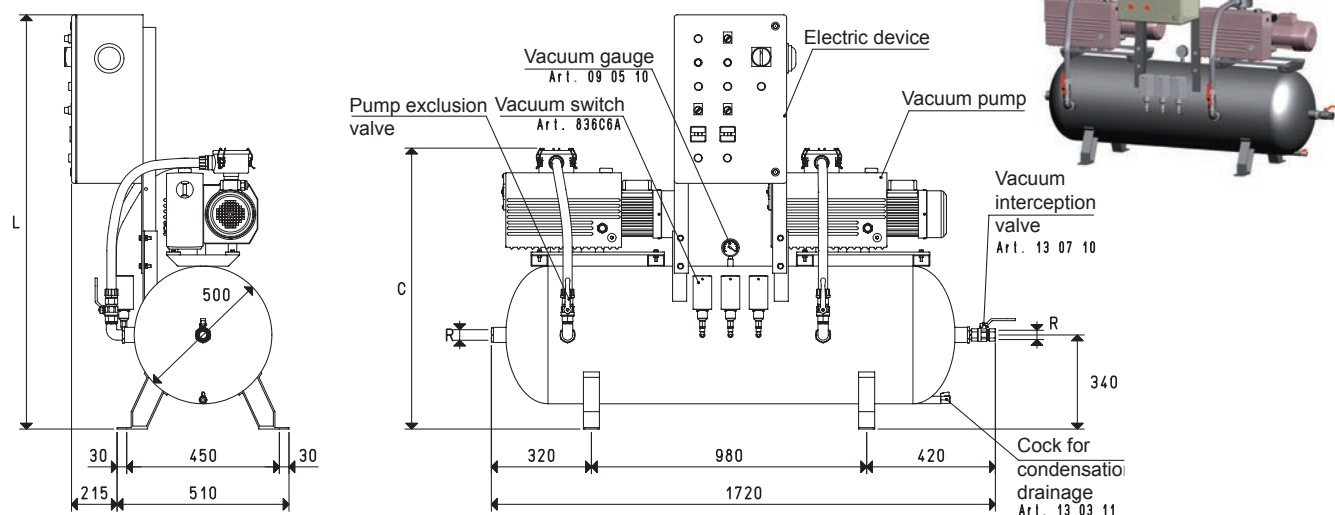 Electric device
Vacuum gauge
Art. 09 05 10
Pump exclusion
valve
Vacuum switch
Art. 836C6A
Vacuum pump
Vacuum
interception
valve
Art. 13 07 10
L
500
C
R
R
340
30
450
30
215
510
320
980
420
1720
Cock for
condensation
drainage
Art. 13 03 11